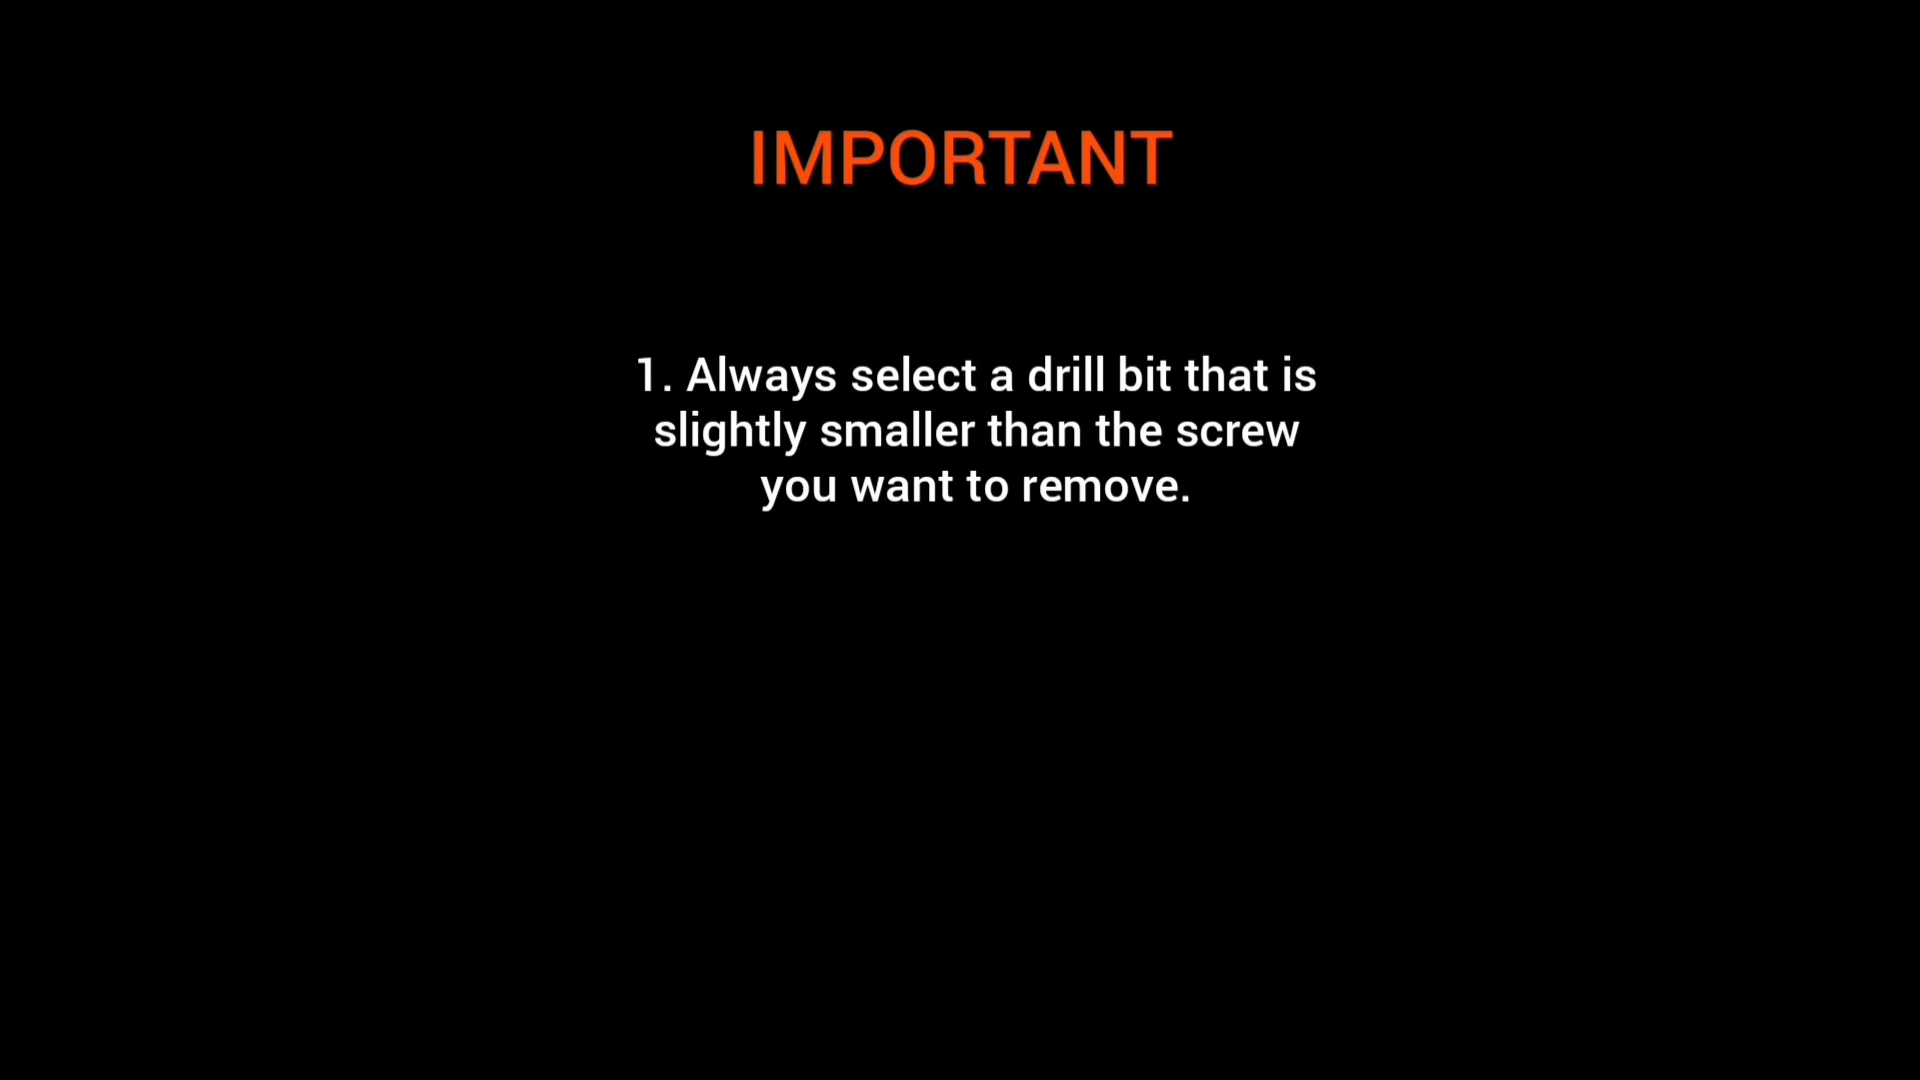 IMPORTANT
1. Always select a drill bit that is
slightly smaller than the screw
you want to remove.